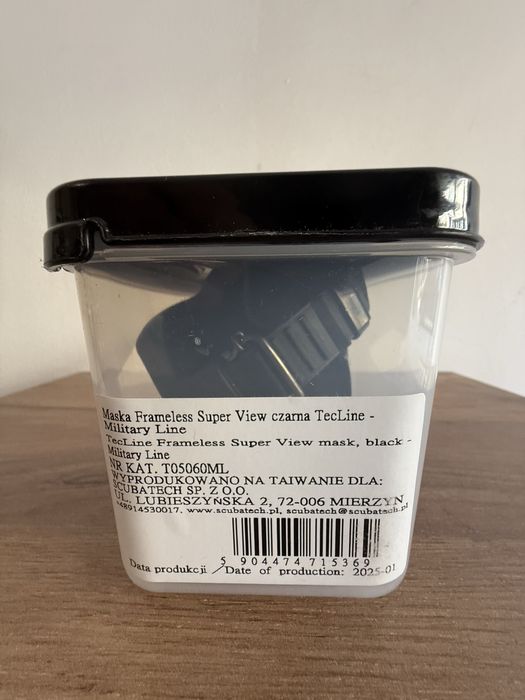 Maska Frameless Super View czarna TecLine -
Military Line
TecLine Frameless Super View mask, black -
Military Line
NR KAT. T05060ML
WYPRODUKOWANO NA TAIWANIE DLA:
SCUBATECH SP. Z O.O.
UL. LUBIESZYŃSKA 2, 72-006 MIERZYN
+48914530017, www.scubatech.pl, scubatech@scubatech.pl
5 904474 715369
Data produkcji /Date of production: 2025-01